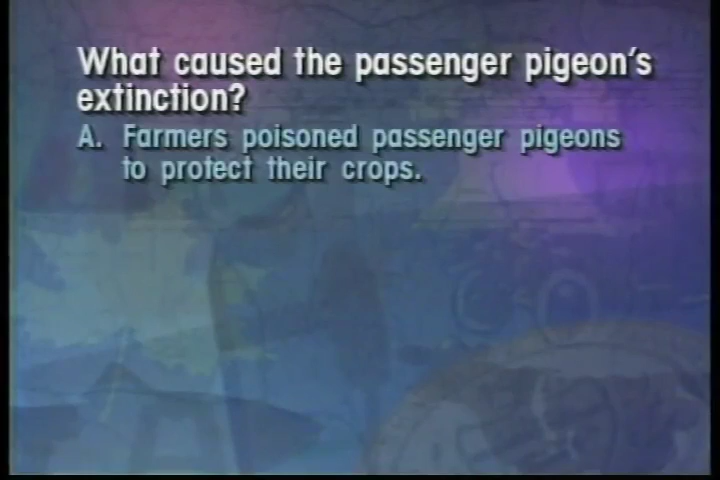 What caused the passenger pigeon's
extinction?
A. Farmers poisoned passenger pigeons
to protect their crops.